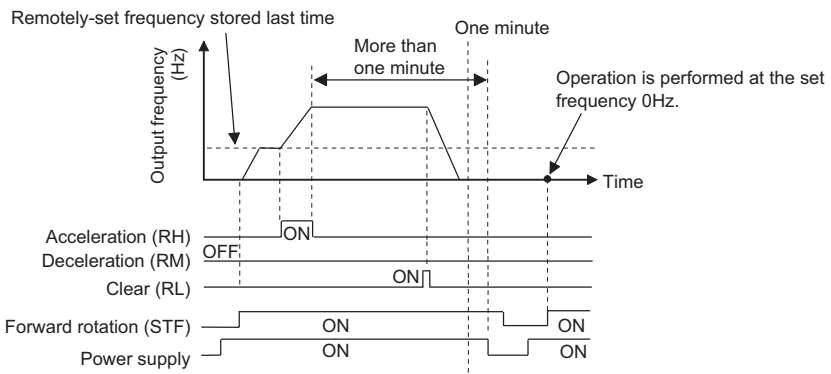 Remotely-set frequency stored last time
One minute
More than
one minute
Operation is performed at the set
frequency 0Hz.
Output frequency
(Hz)
Time
Acceleration (RH)
ON
Deceleration (RM)
OFF
Clear (RL)
ON
Forward rotation (STF)
ON
ON
Power supply
ON
ON